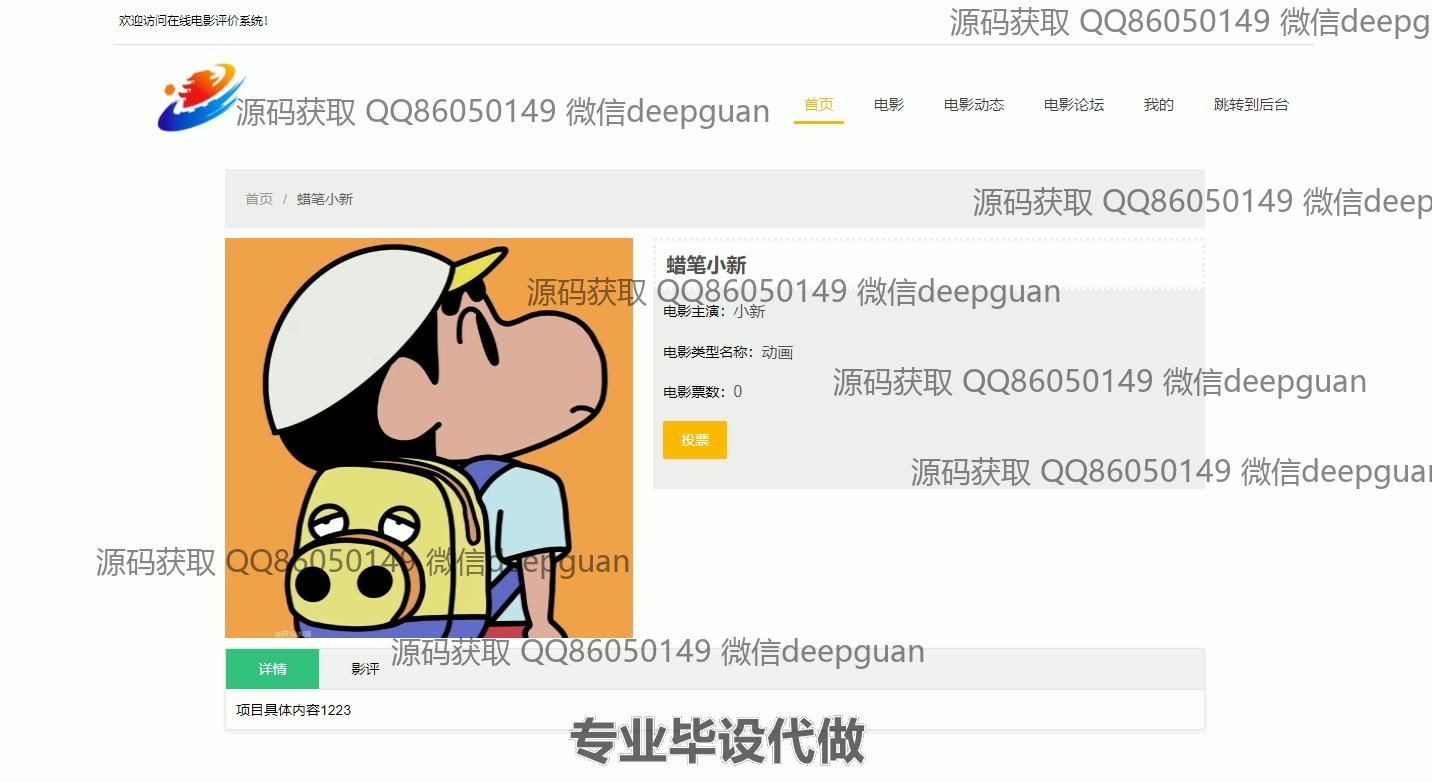 欢迎访问在线电影评价系统！
源码获取 QQ86050149 微信deepg
源码获取 QQ86050149 微信deepguan
首页 电影 电影动态 电影论坛 我的 跳转到后台
首页 / 蜡笔小新
源码获取 QQ86050149 微信deep
蜡笔小新
源码获取 QQ86050149 微信deepguan
电影主演：小新
电影类型名称：动画
源码获取 QQ86050149 微信deepguan
电影票数：0
投票
源码获取 QQ86050149 微信deepguan
源码获取 QQ86050149 微信deepguan
源码获取 QQ86050149 微信deepguan
详情 影评
项目具体内容1223
专业毕设代做